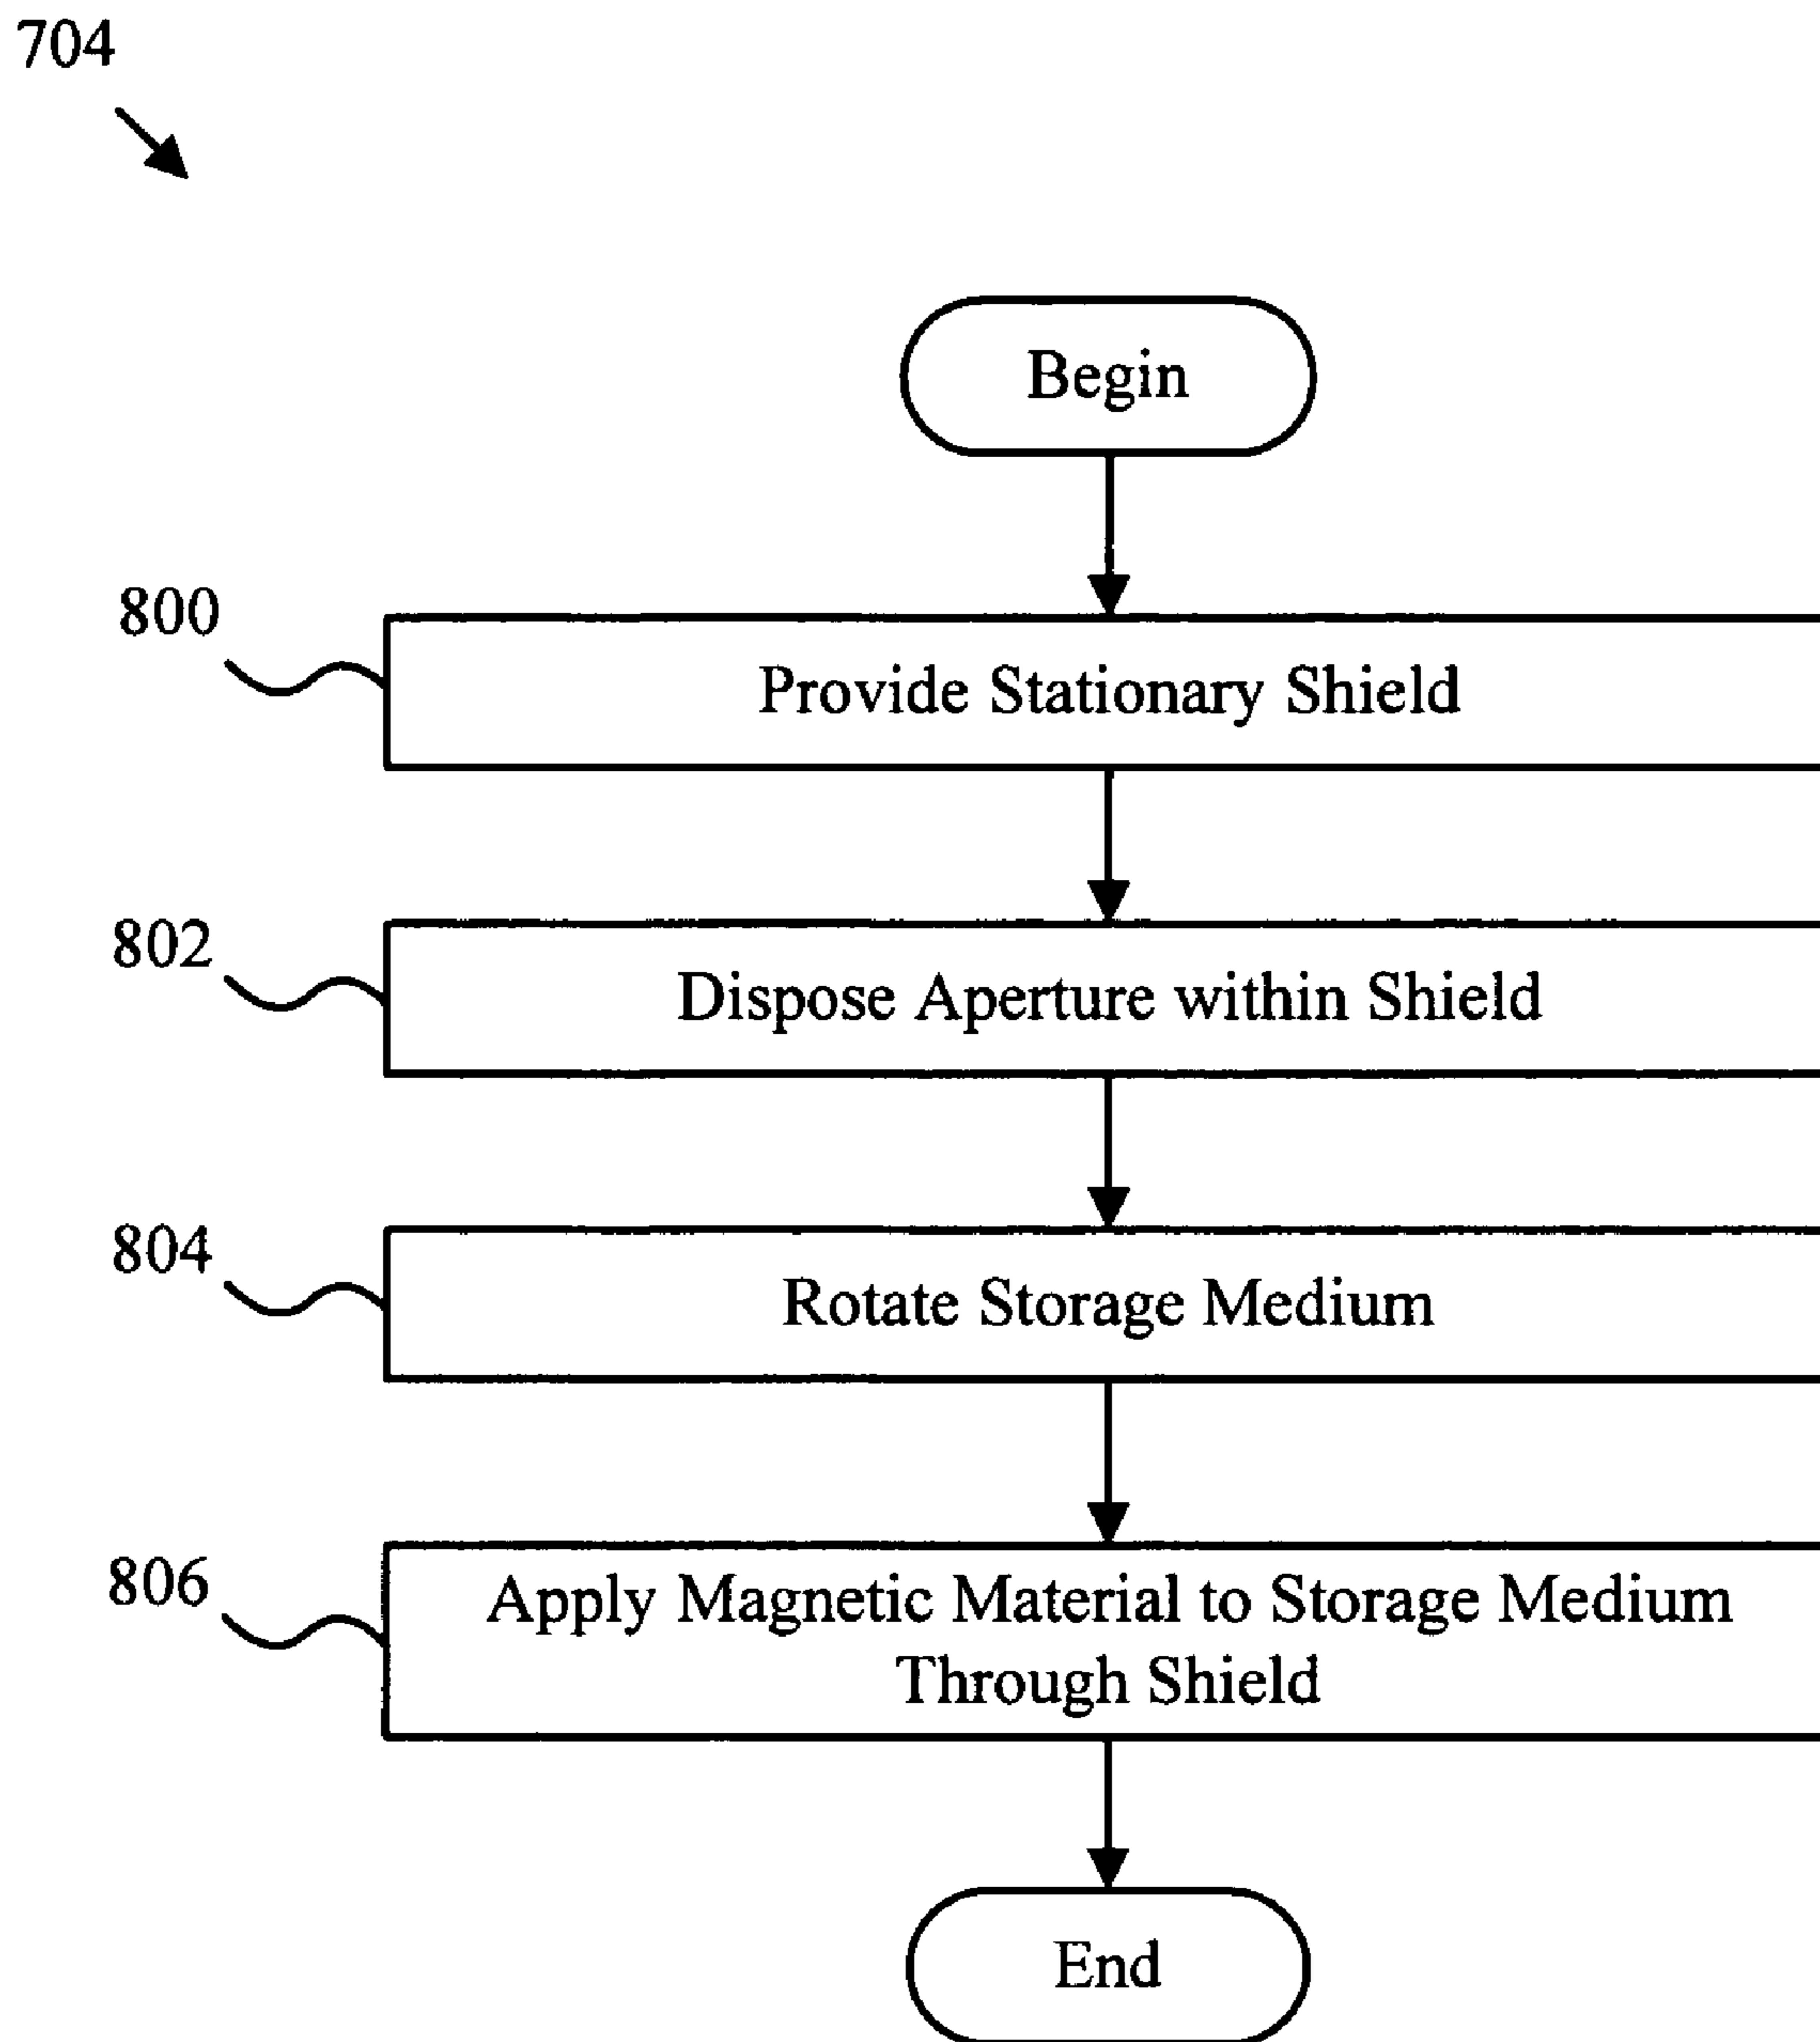 704
Begin
800
Provide Stationary Shield
802
Dispose Aperture within Shield
804
Rotate Storage Medium
806
Apply Magnetic Material to Storage Medium
Through Shield
End